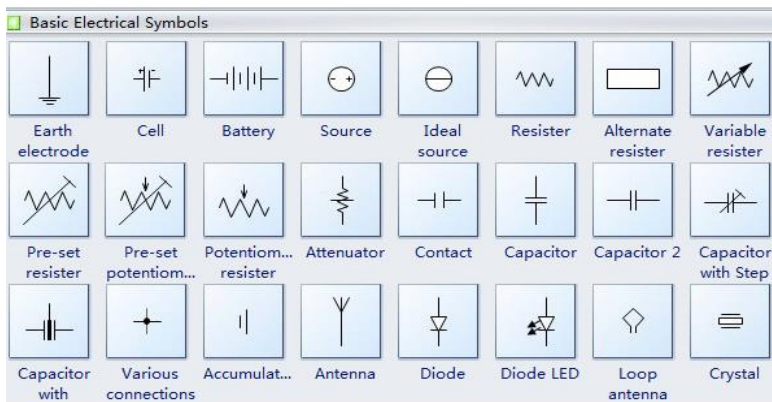 Basic Electrical Symbols
Earth electrode
Cell
Battery
Source
Ideal source
Resister
Alternate resister
Variable resister
Pre-set resister
Pre-set potentiom...
Potentiom... resister
Attenuator
Contact
Capacitor
Capacitor 2
Capacitor with Step
Capacitor with
Various connections
Accumulat...
Antenna
Diode
Diode LED
Loop antenna
Crystal